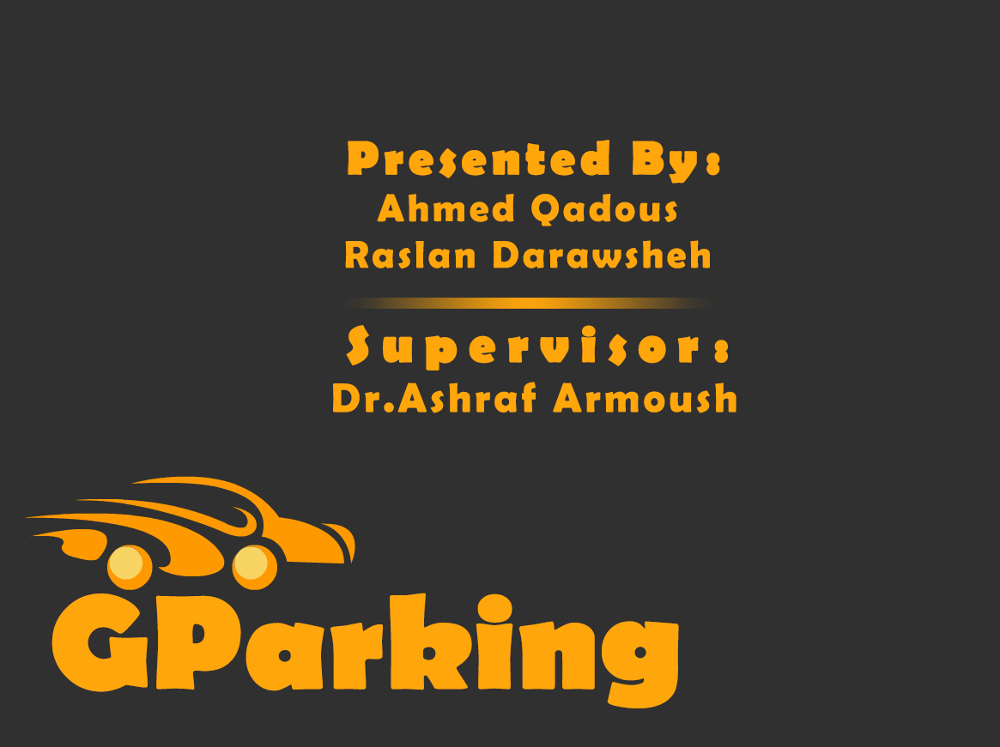 Presented By:
Ahmed Qadous
Raslan Darawsheh
Supervisor:
Dr.Ashraf Armoush
GParking